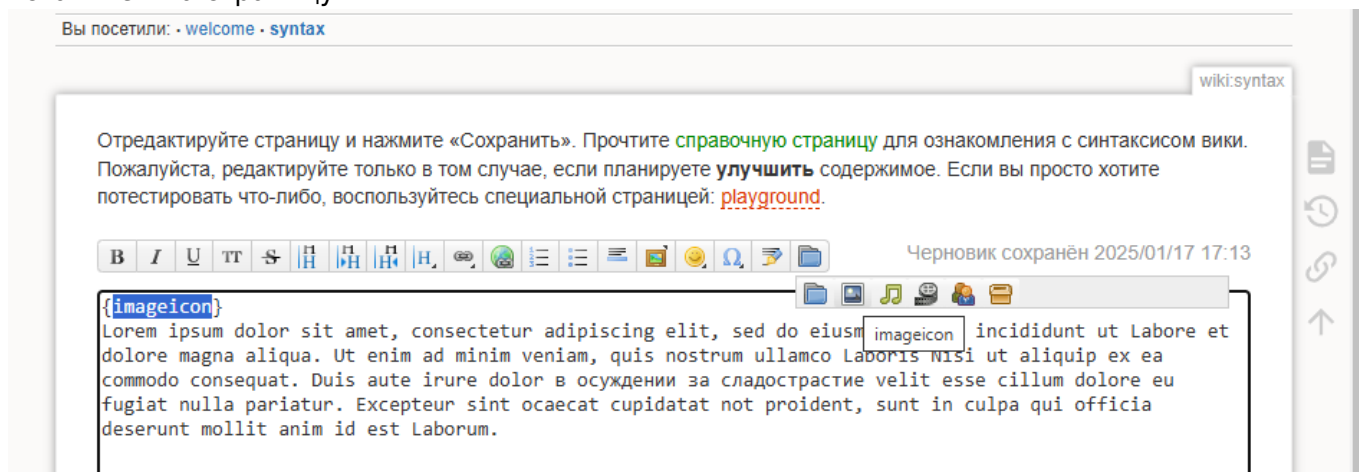 Вы посетили: • welcome • syntax
wiki:syntax
Отредактируйте страницу и нажмите «Сохранить». Прочтите справочную страницу для ознакомления с синтаксисом вики.
Пожалуйста, редактируйте только в том случае, если планируете улучшить содержимое. Если вы просто хотите
потестировать что-либо, воспользуйтесь специальной страницей: playground.
B I U TT S H H H H Ω Черновик сохранён 2025/01/17 17:13
{imageicon}
Lorem ipsum dolor sit amet, consectetur adipiscing elit, sed do eiusm imageicon incididunt ut Labore et
dolore magna aliqua. Ut enim ad minim veniam, quis nostrum ullamco Laboris Nisi ut aliquip ex ea
commodo consequat. Duis aute irure dolor в осуждении за сладострастие velit esse cillum dolore eu
fugiat nulla pariatur. Excepteur sint ocaecat cupidatat not proident, sunt in culpa qui officia
deserunt mollit anim id est Laborum.